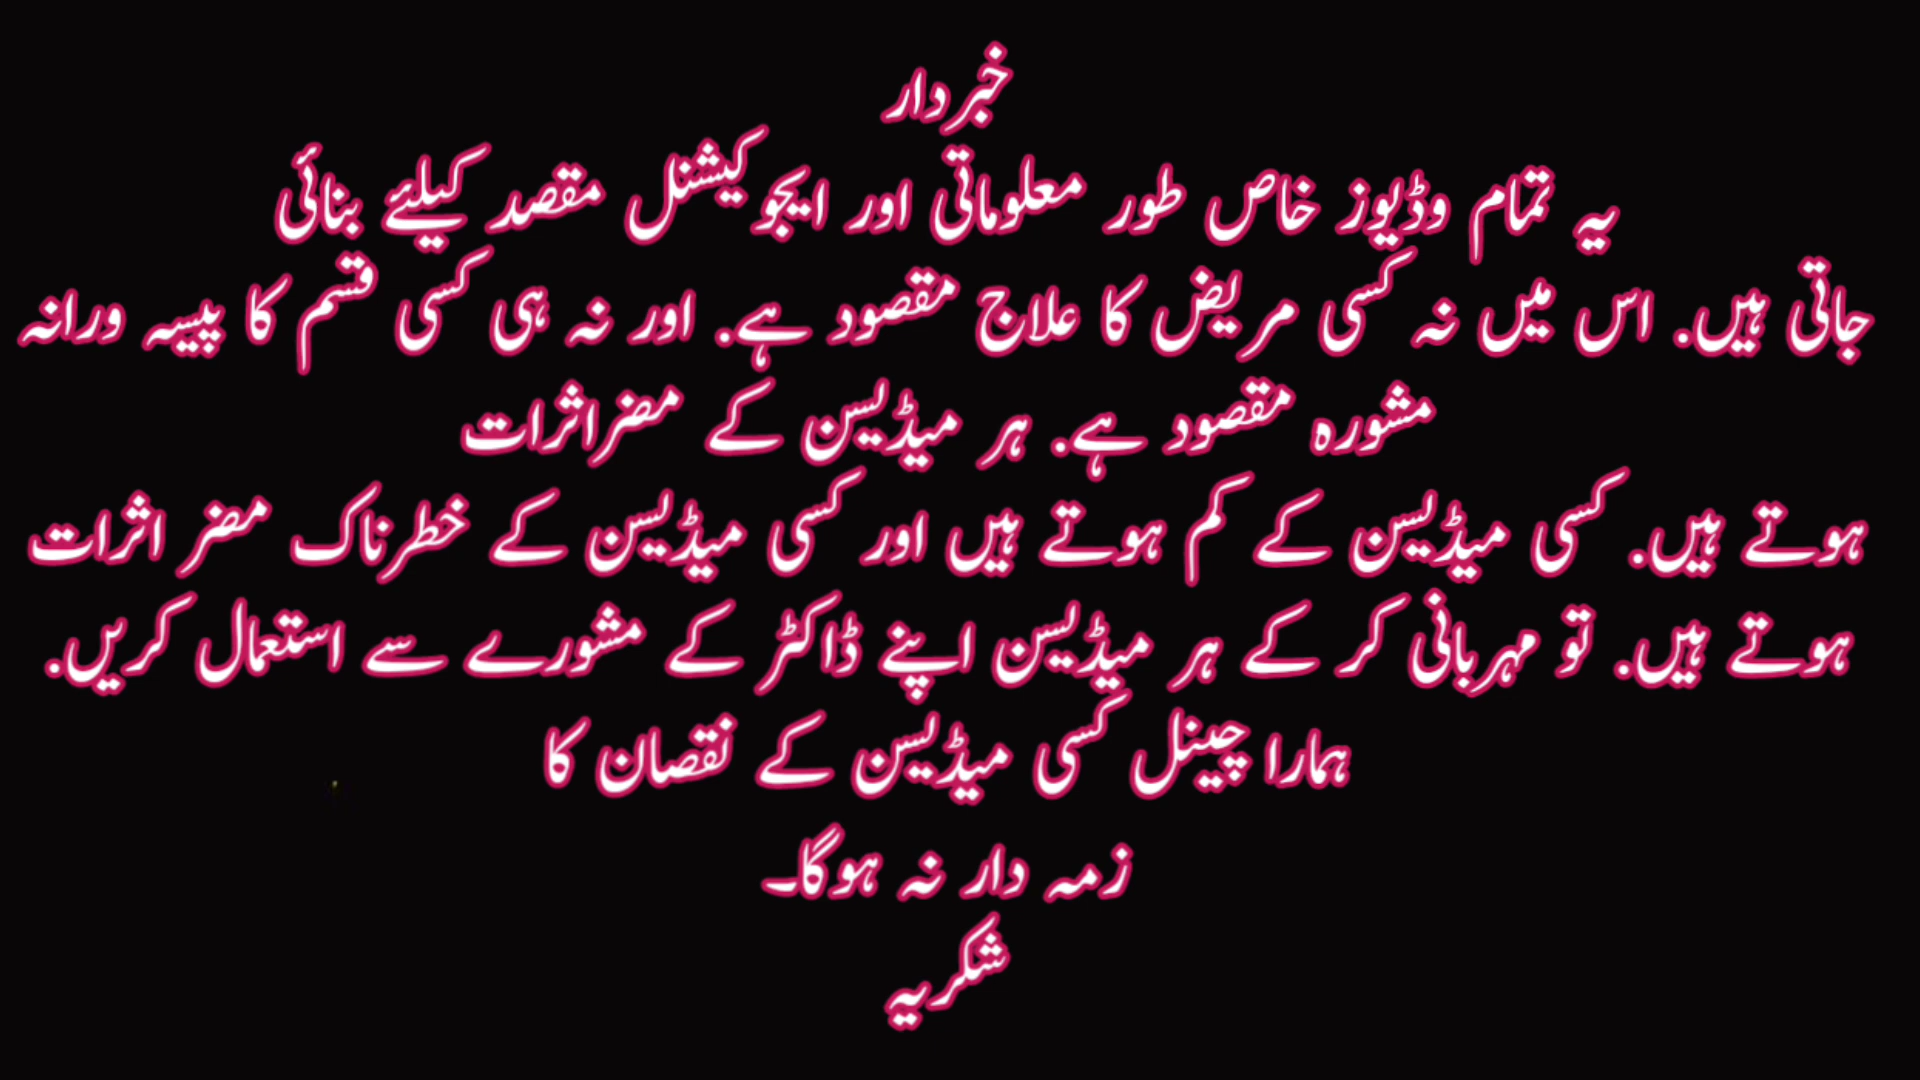 خبردار
یہ تمام وڈیوز خاص طور معلوماتی اور ایجوکیشنل مقصد کیلئے بنائی
جاتی ہیں. اس میں نہ کسی مریض کا علاج مقصود ہے. اور نہ ہی کسی قسم کا پیسہ ورانہ
مشورہ مقصود ہے. ہر میڈیسن کے مضراثرات
ہوتے ہیں. کسی میڈیسن کے کم ہوتے ہیں اور کسی میڈیسن کے خطرناک مضر اثرات
ہوتے ہیں. تو مہربانی کر کے ہر میڈیسن اپنے ڈاکٹر کے مشورے سے استعمال کریں.
ہمارا چینل کسی میڈیسن کے نقصان کا
زمہ دار نہ ہوگا۔
شکریہ